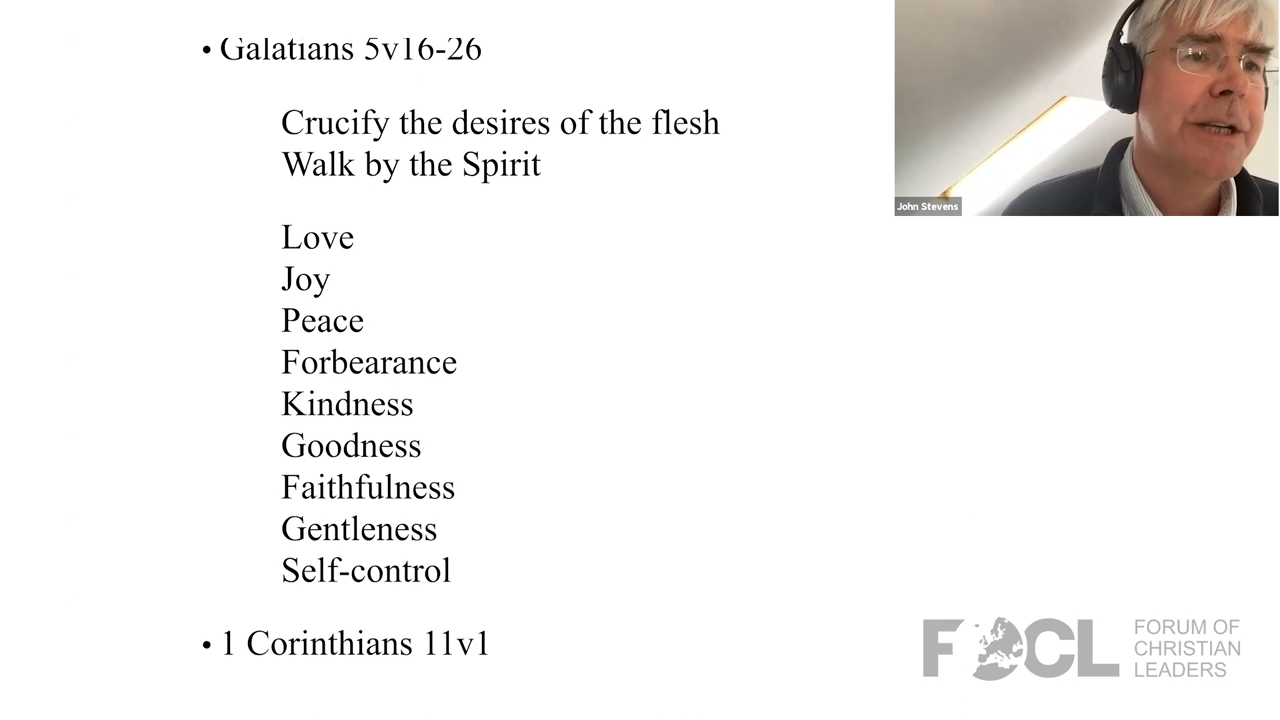 • Galatians 5v16-26
Crucify the desires of the flesh
Walk by the Spirit
Love
Joy
Peace
Forbearance
Kindness
Goodness
Faithfulness
Gentleness
Self-control
• 1 Corinthians 11v1
John Stevens
FOCL
FORUM OF
CHRISTIAN
LEADERS